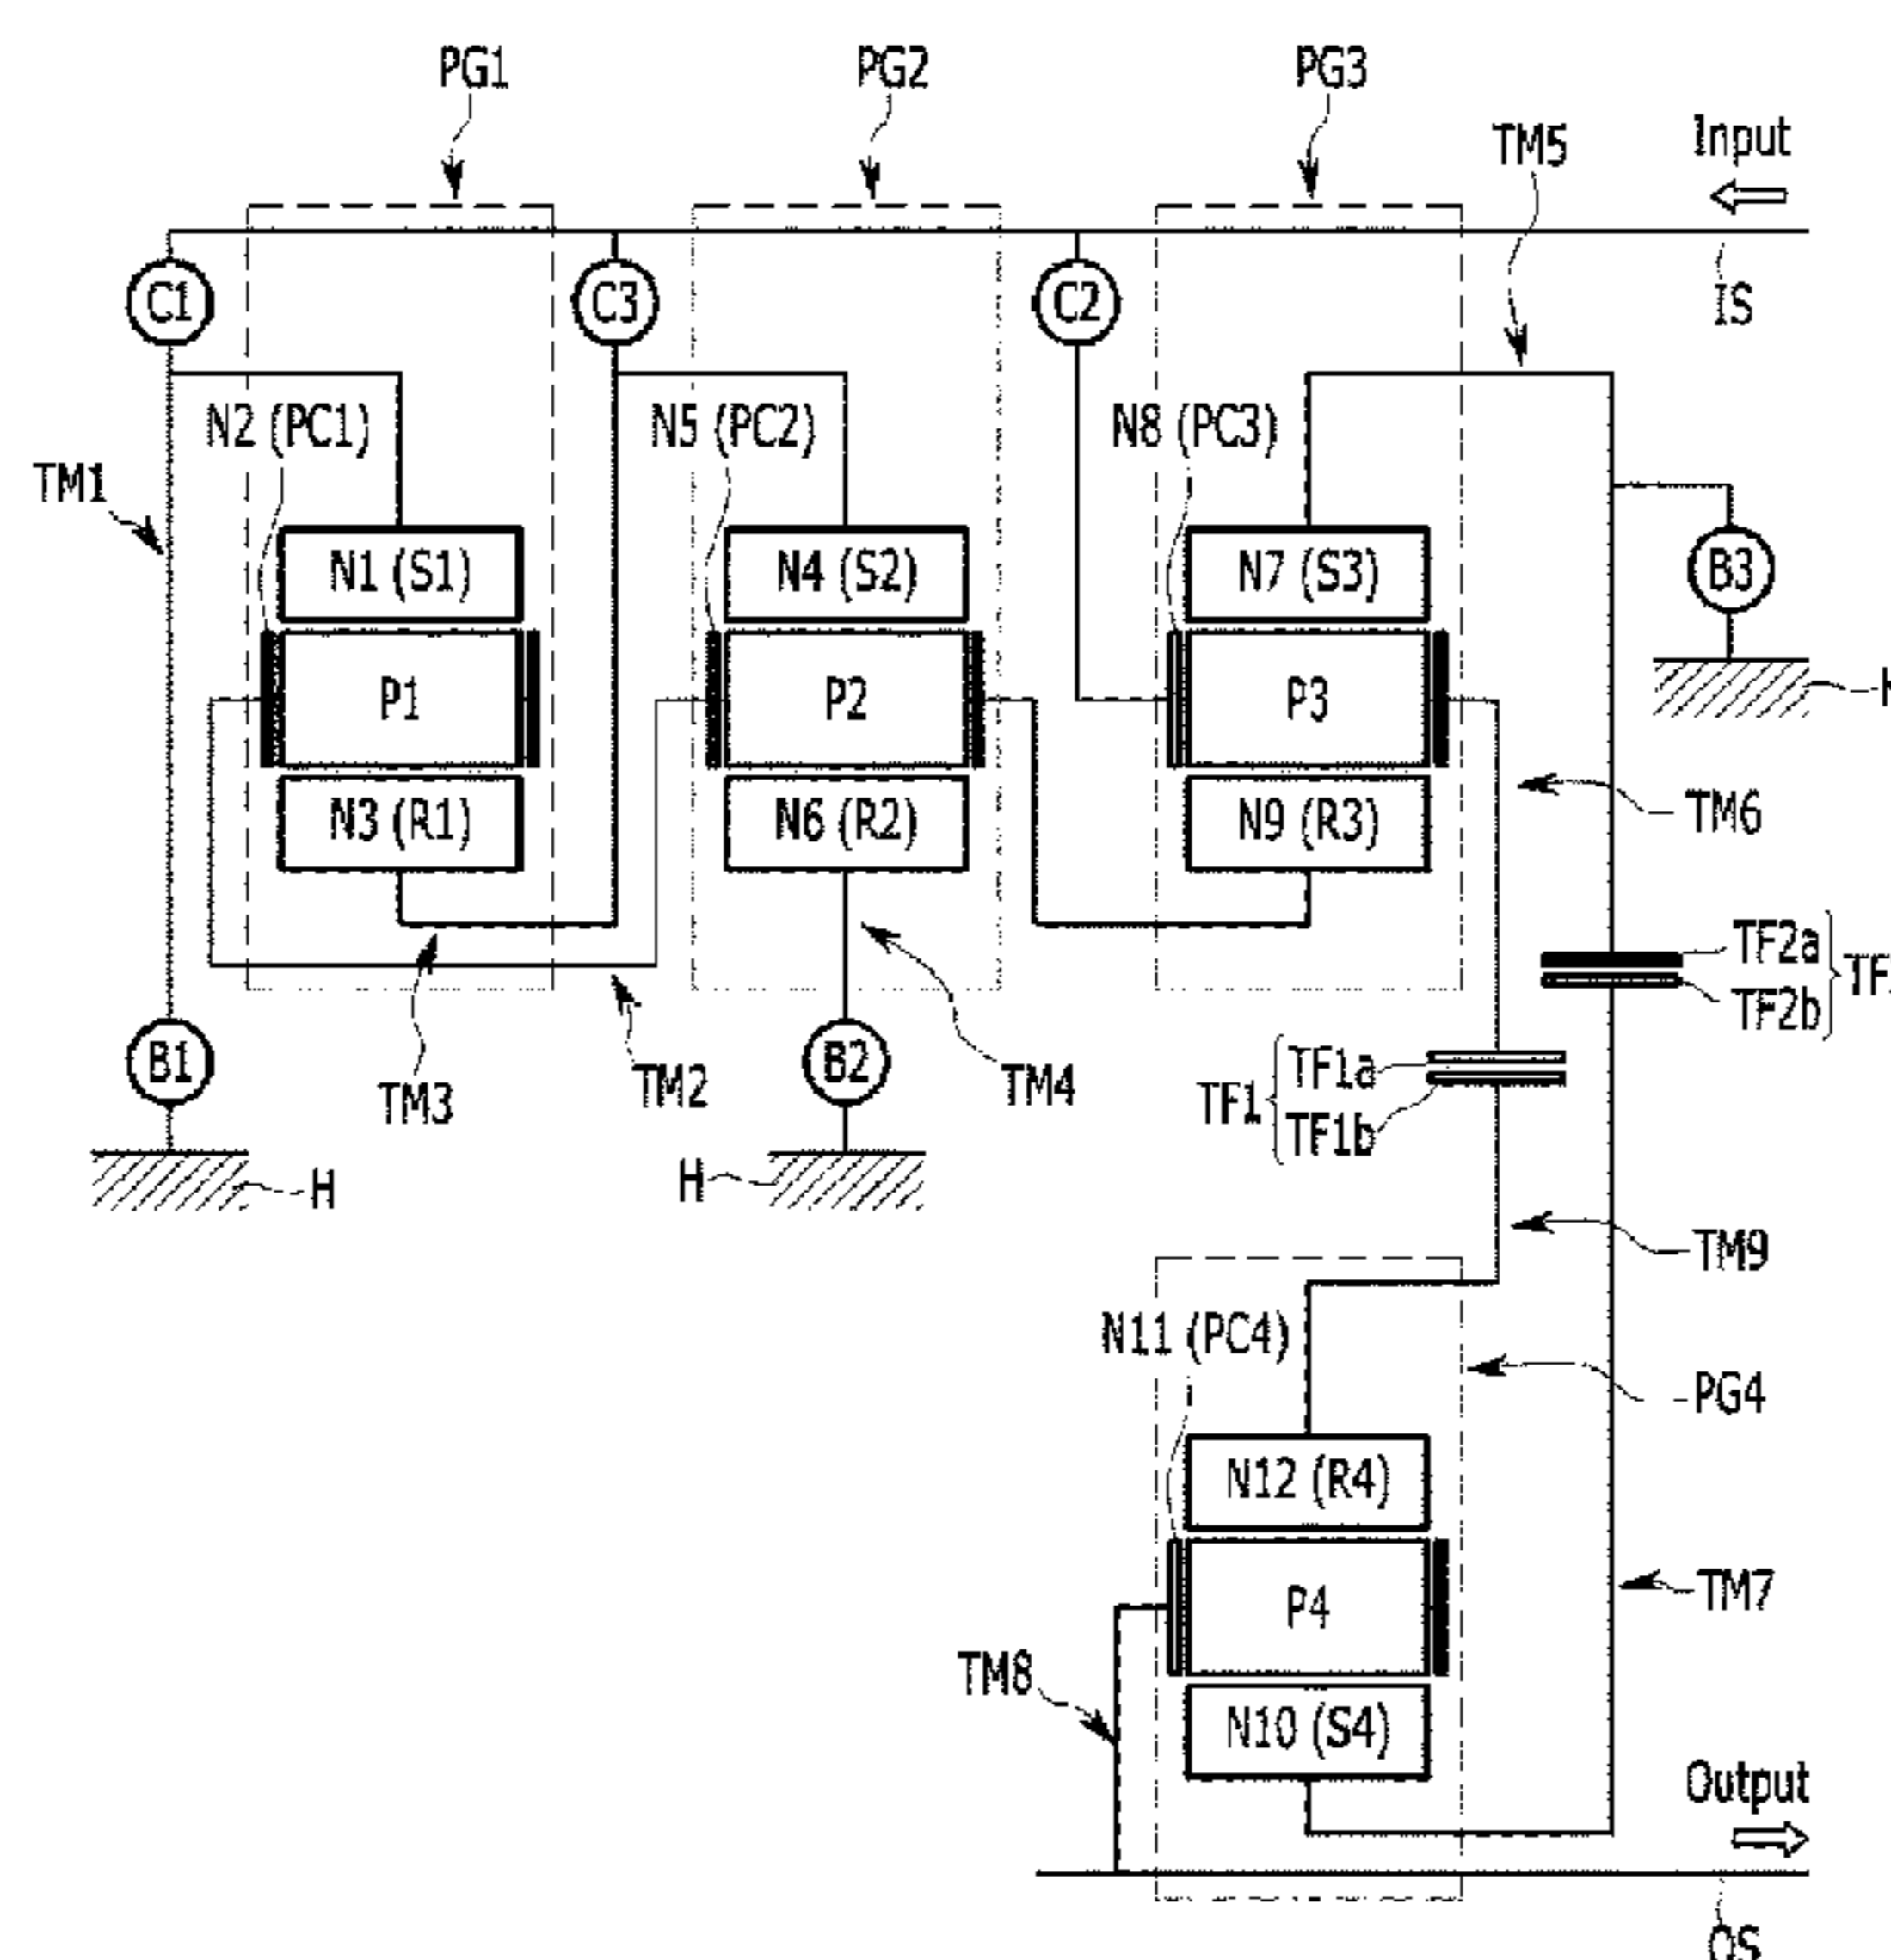 PG1 PG2 PG3
TM5 Input
C1 C3 C2 IS
N2 (PC1) N5 (PC2) N8 (PC3)
TM1
N1 (S1) N4 (S2) N7 (S3) B3
P1 P2 P3
N3 (R1) N6 (R2) N9 (R3) TM6
TF2a
TF2b
B1 B2
TM3 TM2 TM4
TF1 TF1a
TF1b
H H
TM9
N11 (PC4)
PG4
N12 (R4)
P4 TM7
TM8
N10 (S4)
Output
OS